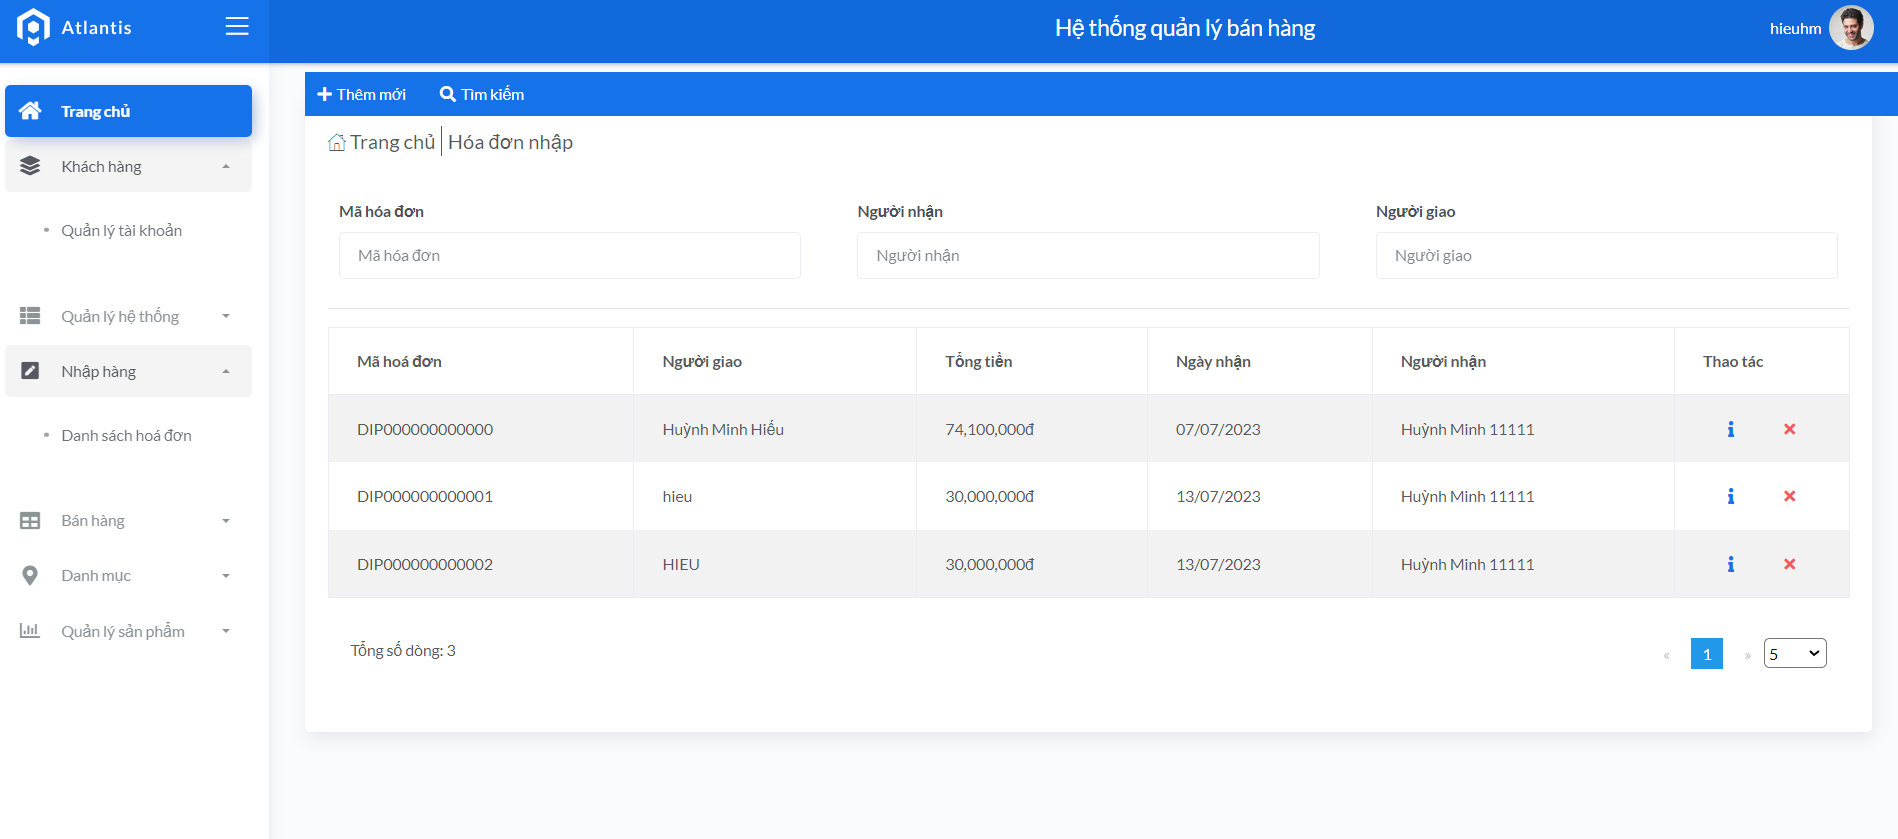 Atlantis
Hệ thống quản lý bán hàng
hieuhm
Trang chủ
Khách hàng
Quản lý tài khoản
Quản lý hệ thống
Nhập hàng
Danh sách hoá đơn
Bán hàng
Danh mục
Quản lý sản phẩm
Thêm mới Tìm kiếm
Trang chủ Hóa đơn nhập
Mã hóa đơn Người nhận Người giao
Mã hóa đơn Người nhận Người giao
Mã hoá đơn Người giao Tổng tiền Ngày nhận Người nhận Thao tác
DIP000000000000 Huỳnh Minh Hiếu 74,100,000đ 07/07/2023 Huỳnh Minh 11111
DIP000000000001 hieu 30,000,000đ 13/07/2023 Huỳnh Minh 11111
DIP000000000002 HIEU 30,000,000đ 13/07/2023 Huỳnh Minh 11111
Tổng số dòng: 3
« 1 » 5